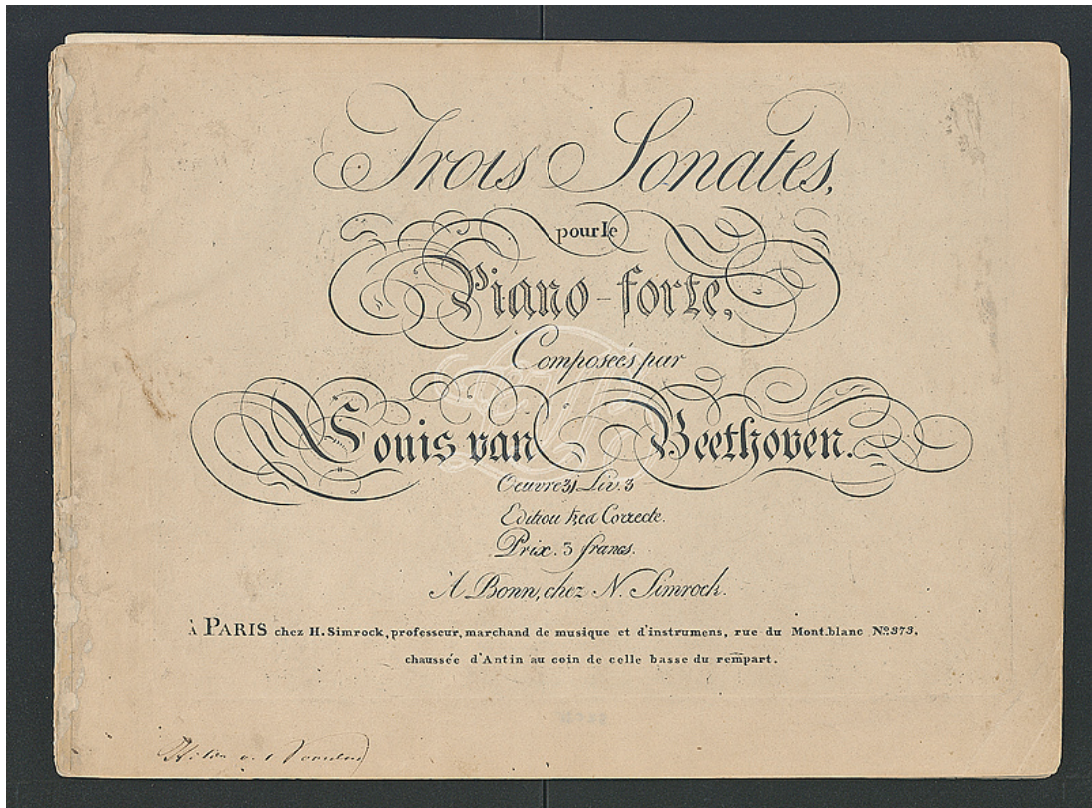 Trois Sonates,
pour le
Piano-forte,
Composeés par
Louis van Beethoven.
Oeuvre 31 Liv. 3
Edition tres Correcte.
Prix. 3 francs.
A Bonn, chez N. Simrock.
à PARIS chez H. Simrock, professeur, marchand de musique et d'instrumens, rue du Mont.blanc Nº 373,
chaussée d'Antin au coin de celle basse du rempart.